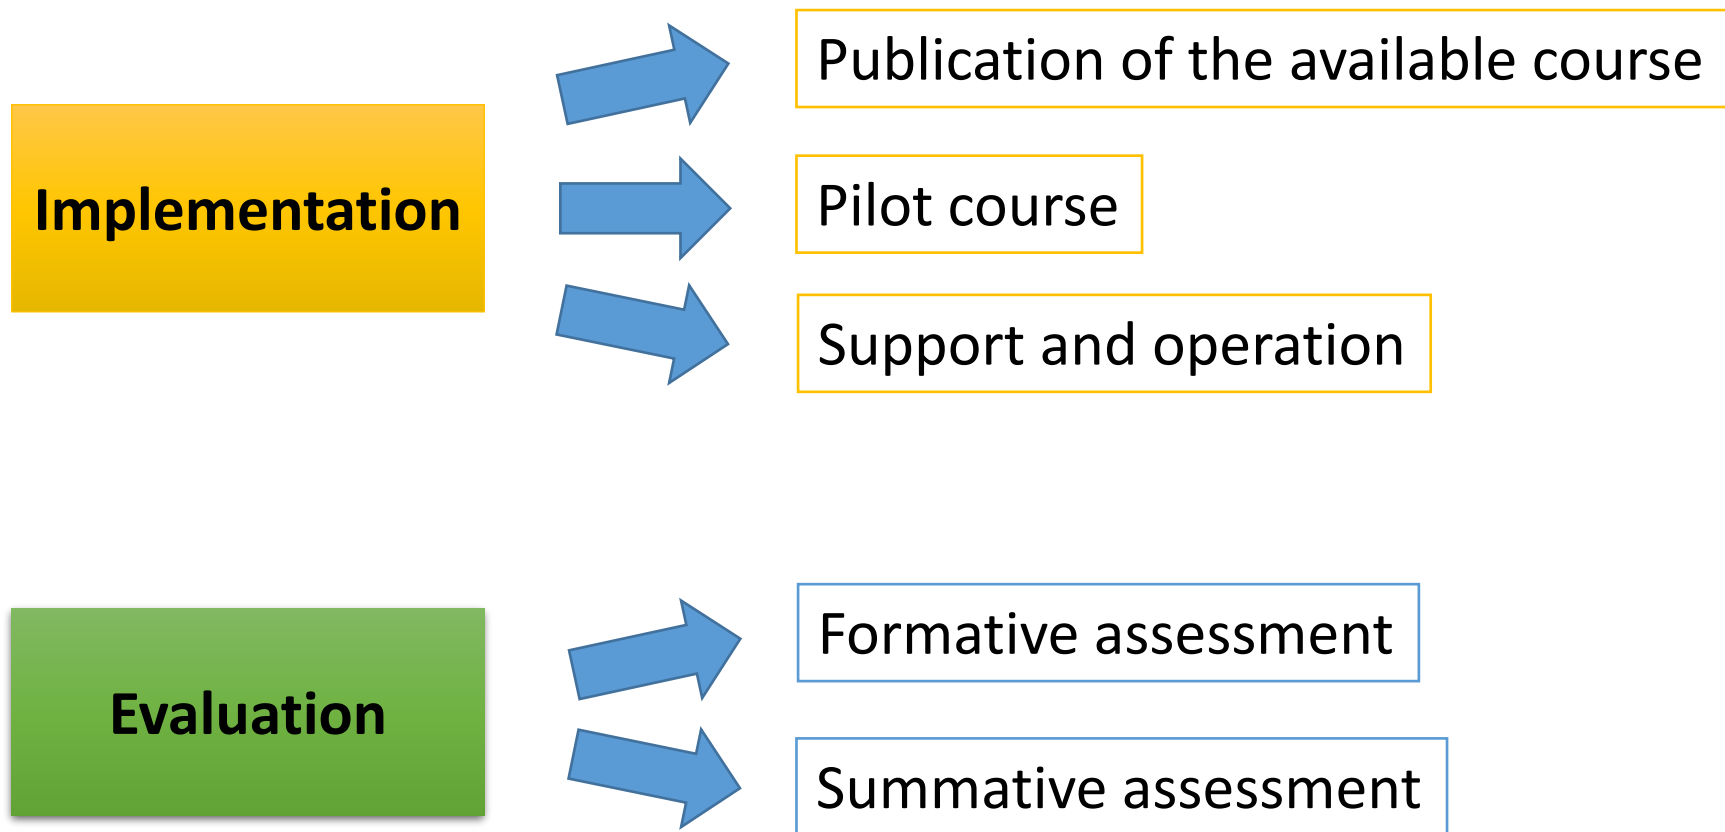 Implementation
Publication of the available course
Pilot course
Support and operation
Evaluation
Formative assessment
Summative assessment